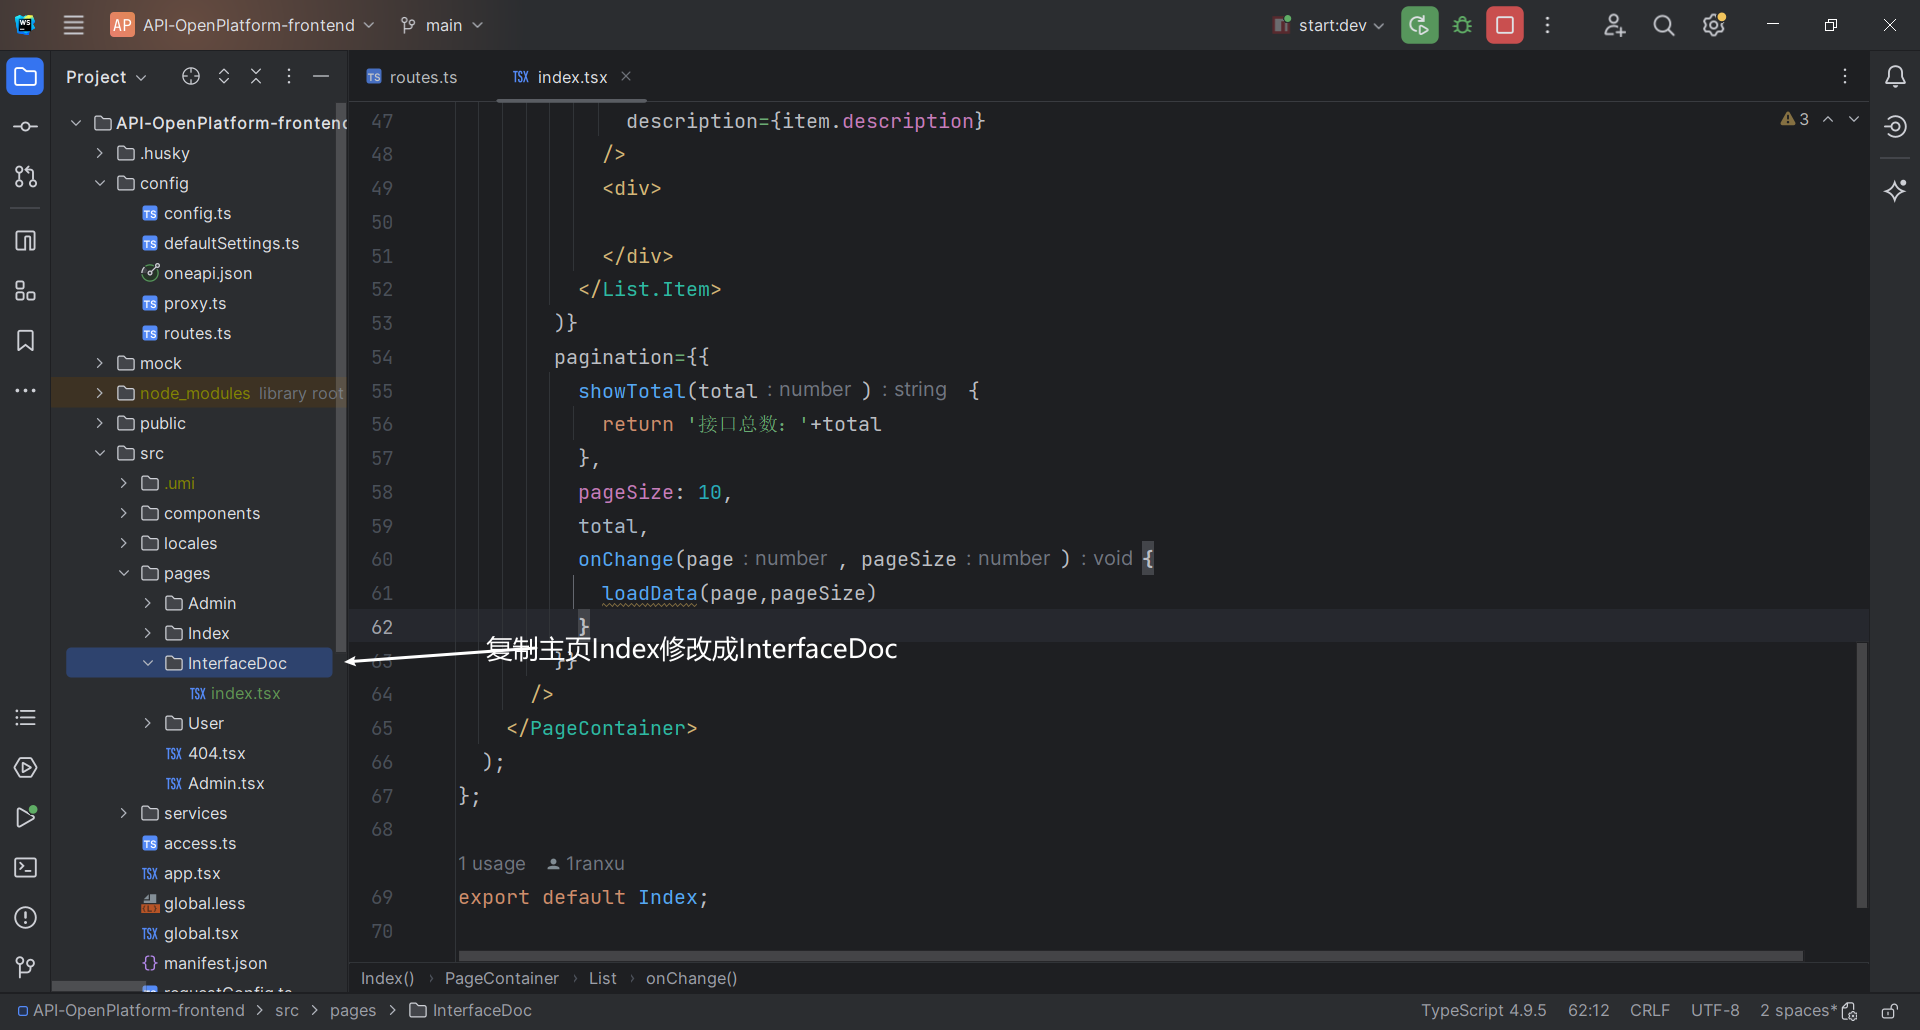 AP API-OpenPlatform-frontend main start:dev
Project
routes.ts
index.tsx
API-OpenPlatform-frontend
.husky
config
config.ts
defaultSettings.ts
oneapi.json
proxy.ts
routes.ts
mock
node_modules library root
public
src
.umi
components
locales
pages
Admin
Index
InterfaceDoc
index.tsx
User
404.tsx
Admin.tsx
services
access.ts
app.tsx
global.less
global.tsx
manifest.json
requestConfig.ts
3
47 description={item.description}
48 />
49 <div>
50
51 </div>
52 </List.Item>
53 )}
54 pagination={{
55 showTotal(total : number ) : string {
56 return '接口总数: '+total
57 },
58 pageSize: 10,
59 total,
60 onChange(page : number , pageSize : number ) : void {
61 loadData(page,pageSize)
62 }
复制主页Index修改成InterfaceDoc
63 }}
64 />
65 </PageContainer>
66 );
67 };
68
1 usage 1ranxu
69 export default Index;
70
Index() › PageContainer › List › onChange()
API-OpenPlatform-frontend > src > pages > InterfaceDoc
TypeScript 4.9.5 62:12 CRLF UTF-8 2 spaces*